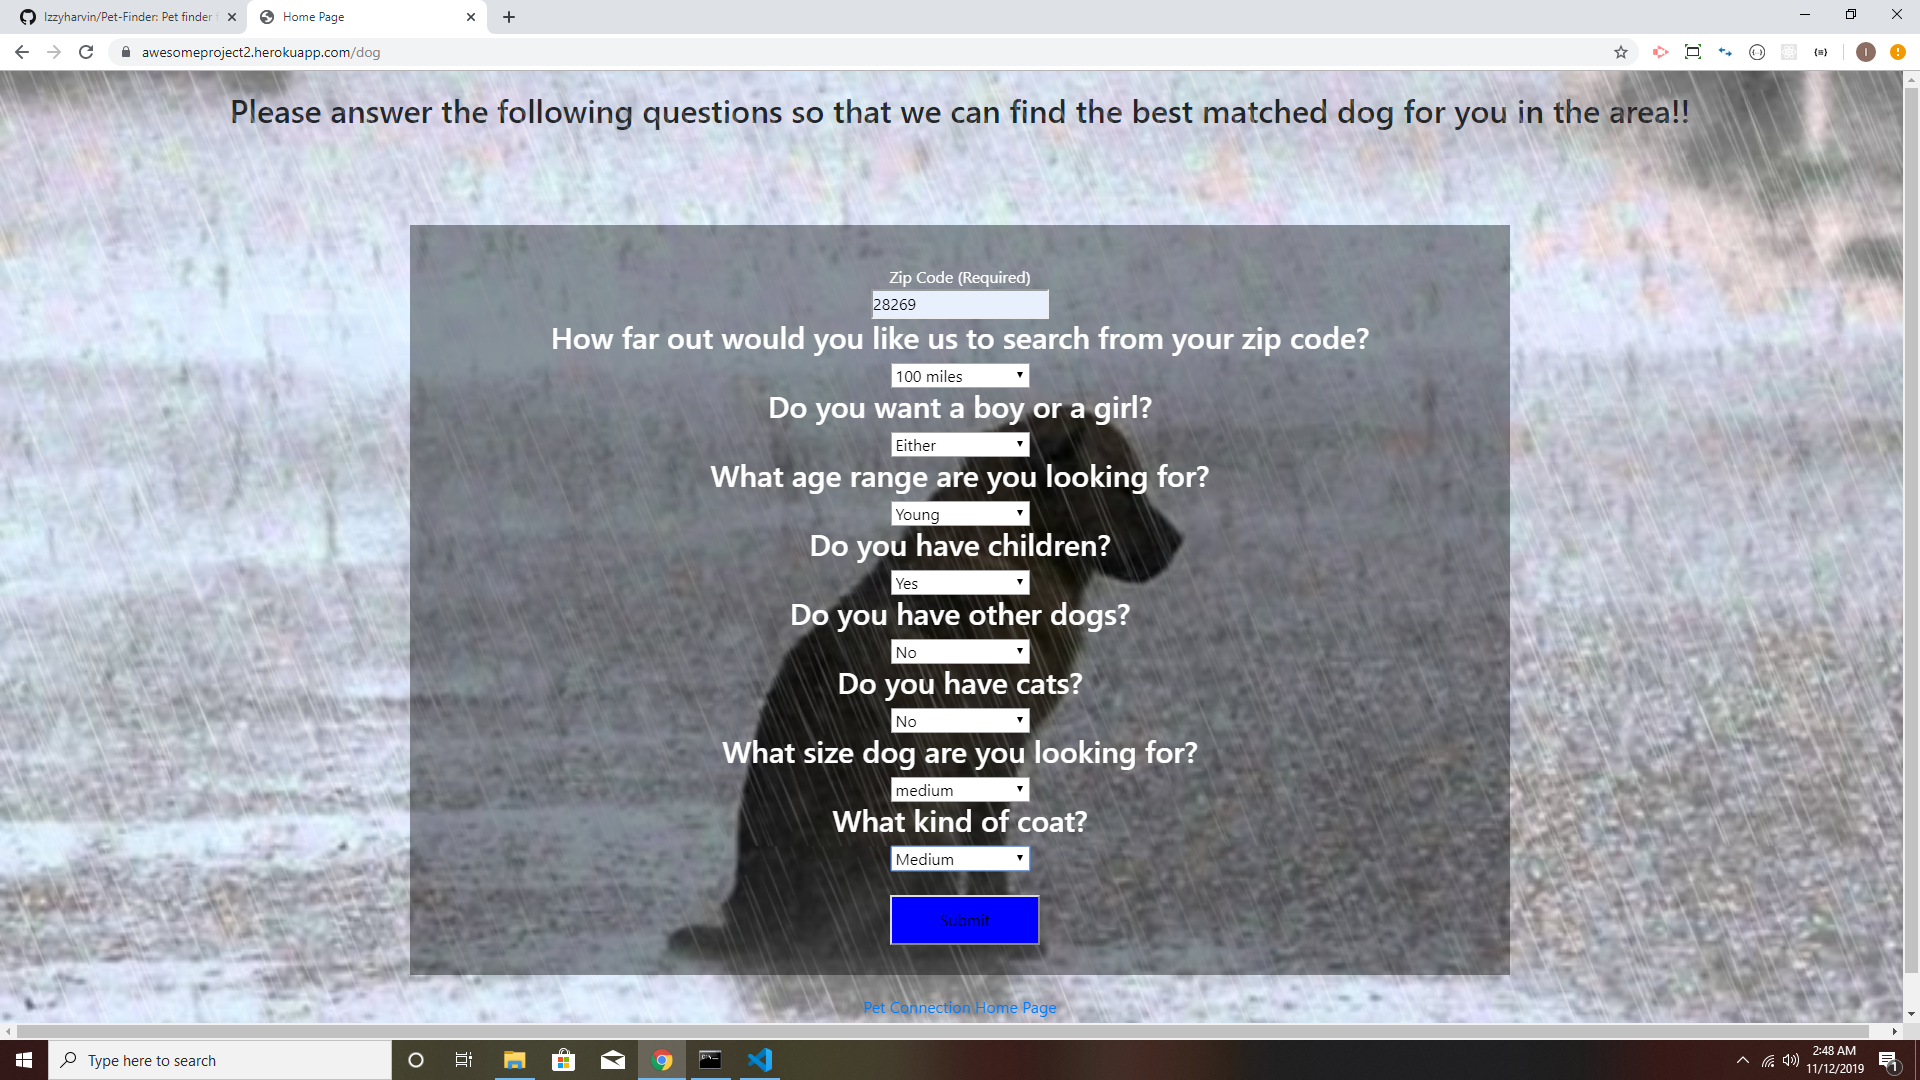 Izzyharvin/Pet-Finder: Pet finder
Home Page
awesomeproject2.herokuapp.com/dog
Please answer the following questions so that we can find the best matched dog for you in the area!!
Zip Code (Required)
28269
How far out would you like us to search from your zip code?
100 miles
Do you want a boy or a girl?
Either
What age range are you looking for?
Young
Do you have children?
Yes
Do you have other dogs?
No
Do you have cats?
No
What size dog are you looking for?
medium
What kind of coat?
Medium
Submit
Pet Connection Home Page
Type here to search
2:48 AM
11/12/2019
1